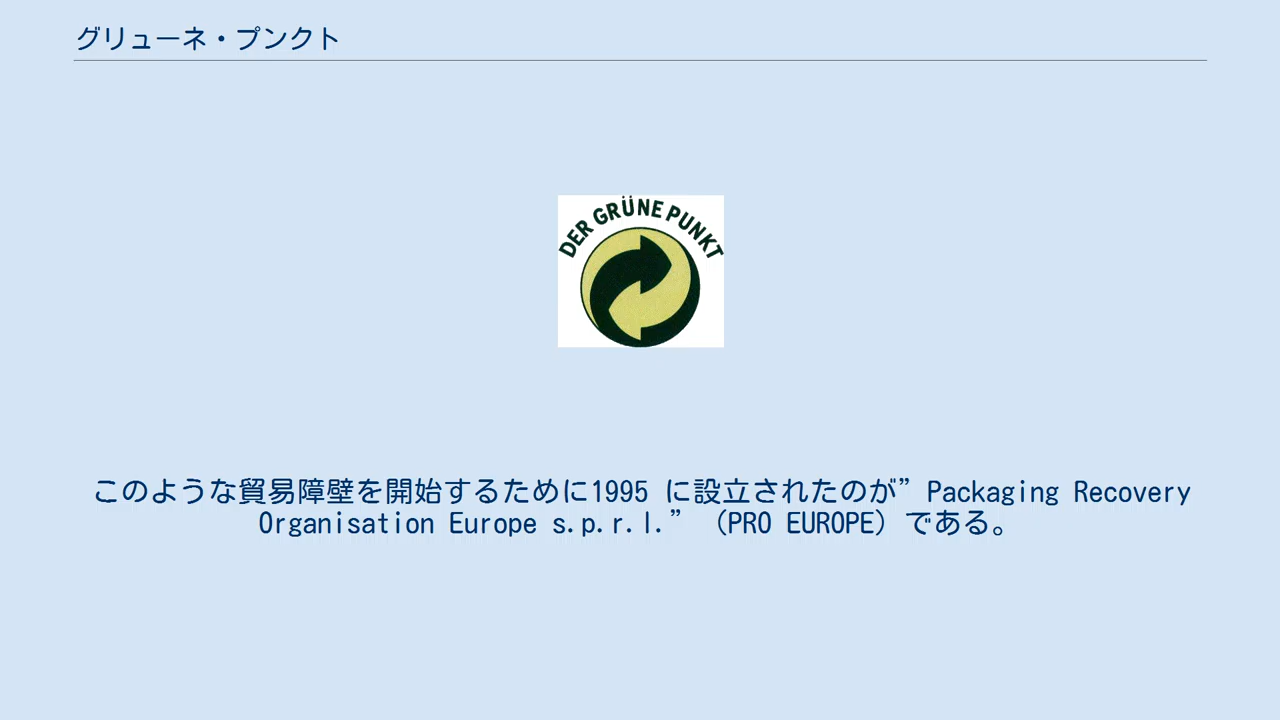 グリューネ・プンクト
DER GRÜNE PUNKT
このような貿易障壁を開始するために1995 に設立されたのが”Packaging Recovery
Organisation Europe s.p.r.l.” （PRO EUROPE）である。